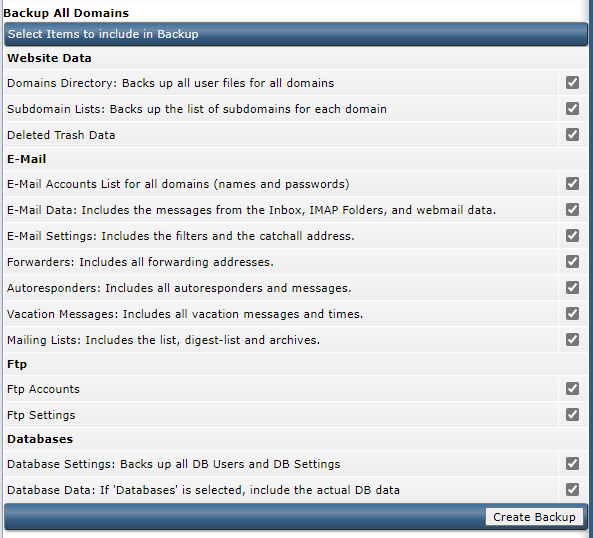 Backup All Domains
Select Items to include in Backup
Website Data
Domains Directory: Backs up all user files for all domains
Subdomain Lists: Backs up the list of subdomains for each domain
Deleted Trash Data
E-Mail
E-Mail Accounts List for all domains (names and passwords)
E-Mail Data: Includes the messages from the Inbox, IMAP Folders, and webmail data.
E-Mail Settings: Includes the filters and the catchall address.
Forwarders: Includes all forwarding addresses.
Autoresponders: Includes all autoresponders and messages.
Vacation Messages: Includes all vacation messages and times.
Mailing Lists: Includes the list, digest-list and archives.
Ftp
Ftp Accounts
Ftp Settings
Databases
Database Settings: Backs up all DB Users and DB Settings
Database Data: If 'Databases' is selected, include the actual DB data
Create Backup